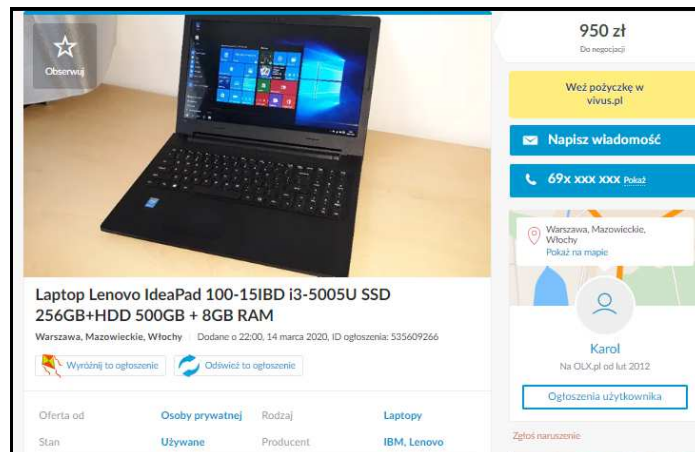 Obserwuj
Laptop Lenovo IdeaPad 100-15IBD i3-5005U SSD
256GB+HDD 500GB + 8GB RAM
Warszawa, Mazowieckie, Włochy Dodane o 22:00, 14 marca 2020, ID ogłoszenia: 535609266
Wyróżnij to ogłoszenie Odśwież to ogłoszenie
Oferta od Osoby prywatnej Rodzaj Laptopy
Stan Używane Producent IBM, Lenovo
950 zł
Do negocjacji
Weź pożyczkę w
vivus.pl
Napisz wiadomość
69x xxx xxx Pokaż
Warszawa, Mazowieckie,
Włochy
Pokaż na mapie
Karol
Na OLX.pl od lut 2012
Ogłoszenia użytkownika
Zgłoś naruszenie